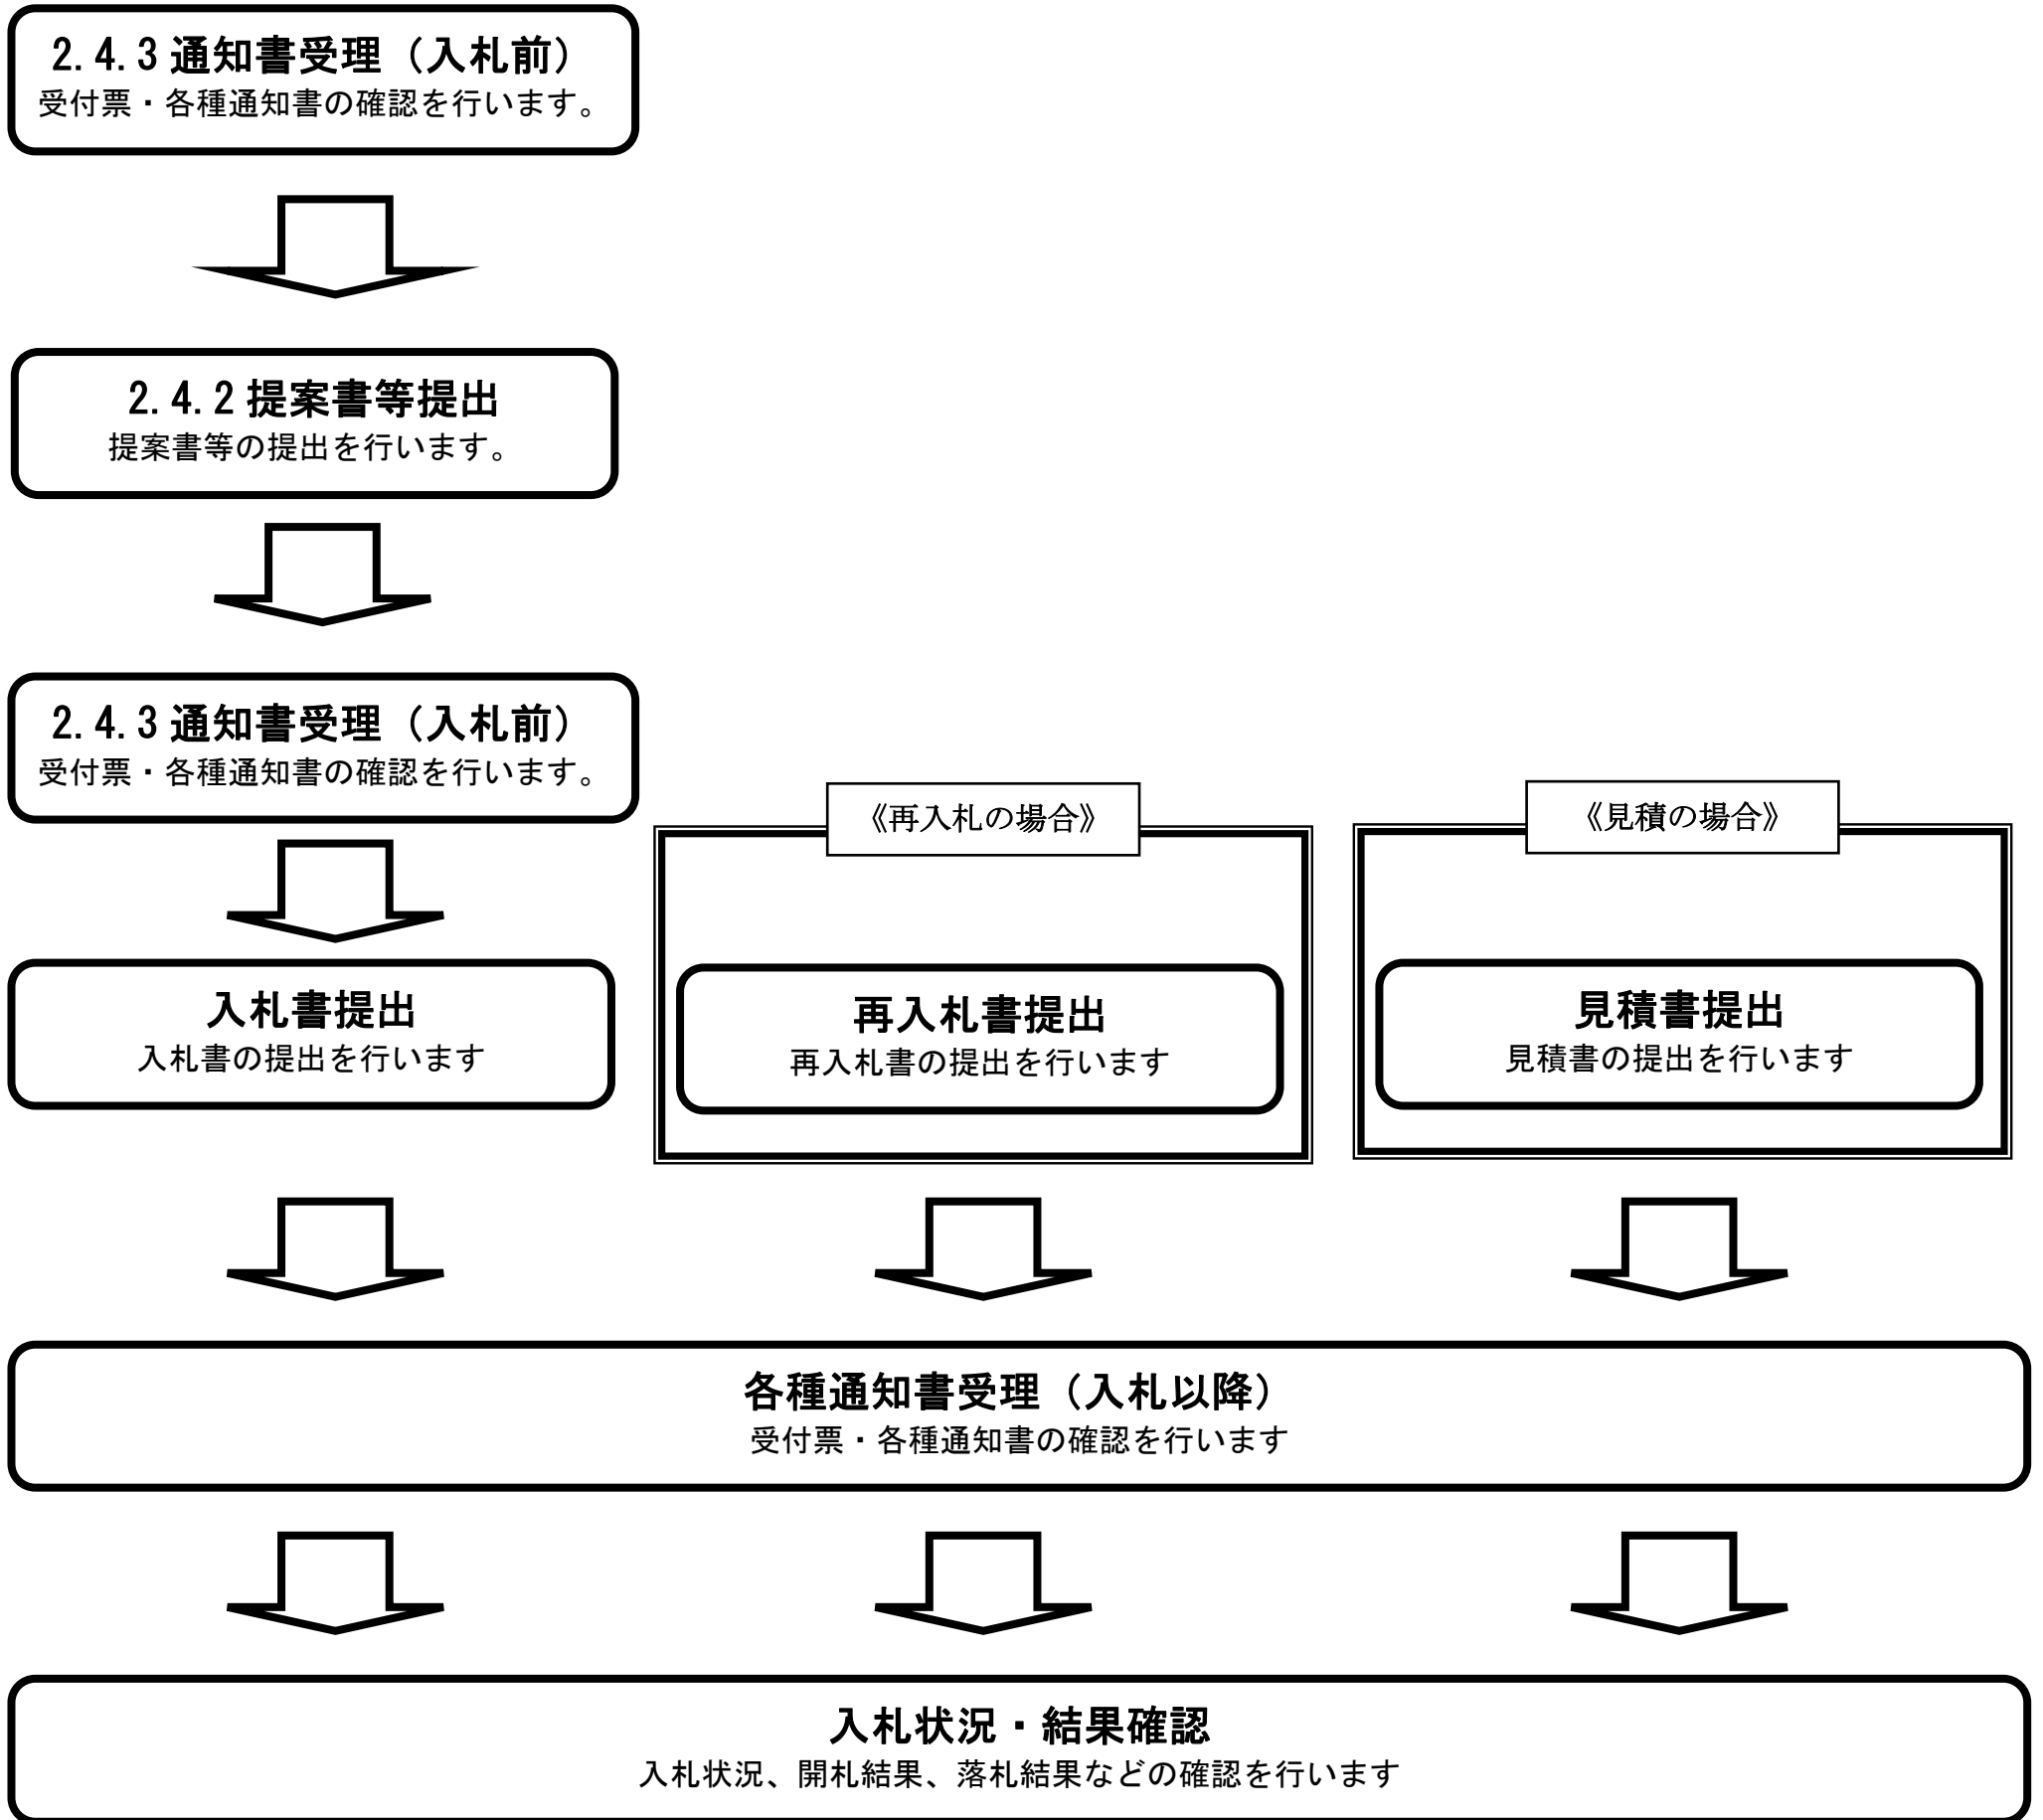 2.4.3 通知書受理（入札前）
受付票・各種通知書の確認を行います。
2.4.2 提案書等提出
提案書等の提出を行います。
2.4.3 通知書受理（入札前）
受付票・各種通知書の確認を行います。
入札書提出
入札書の提出を行います
《再入札の場合》
再入札書提出
再入札書の提出を行います
《見積の場合》
見積書提出
見積書の提出を行います
各種通知書受理（入札以降）
受付票・各種通知書の確認を行います
入札状況・結果確認
入札状況、開札結果、落札結果などの確認を行います